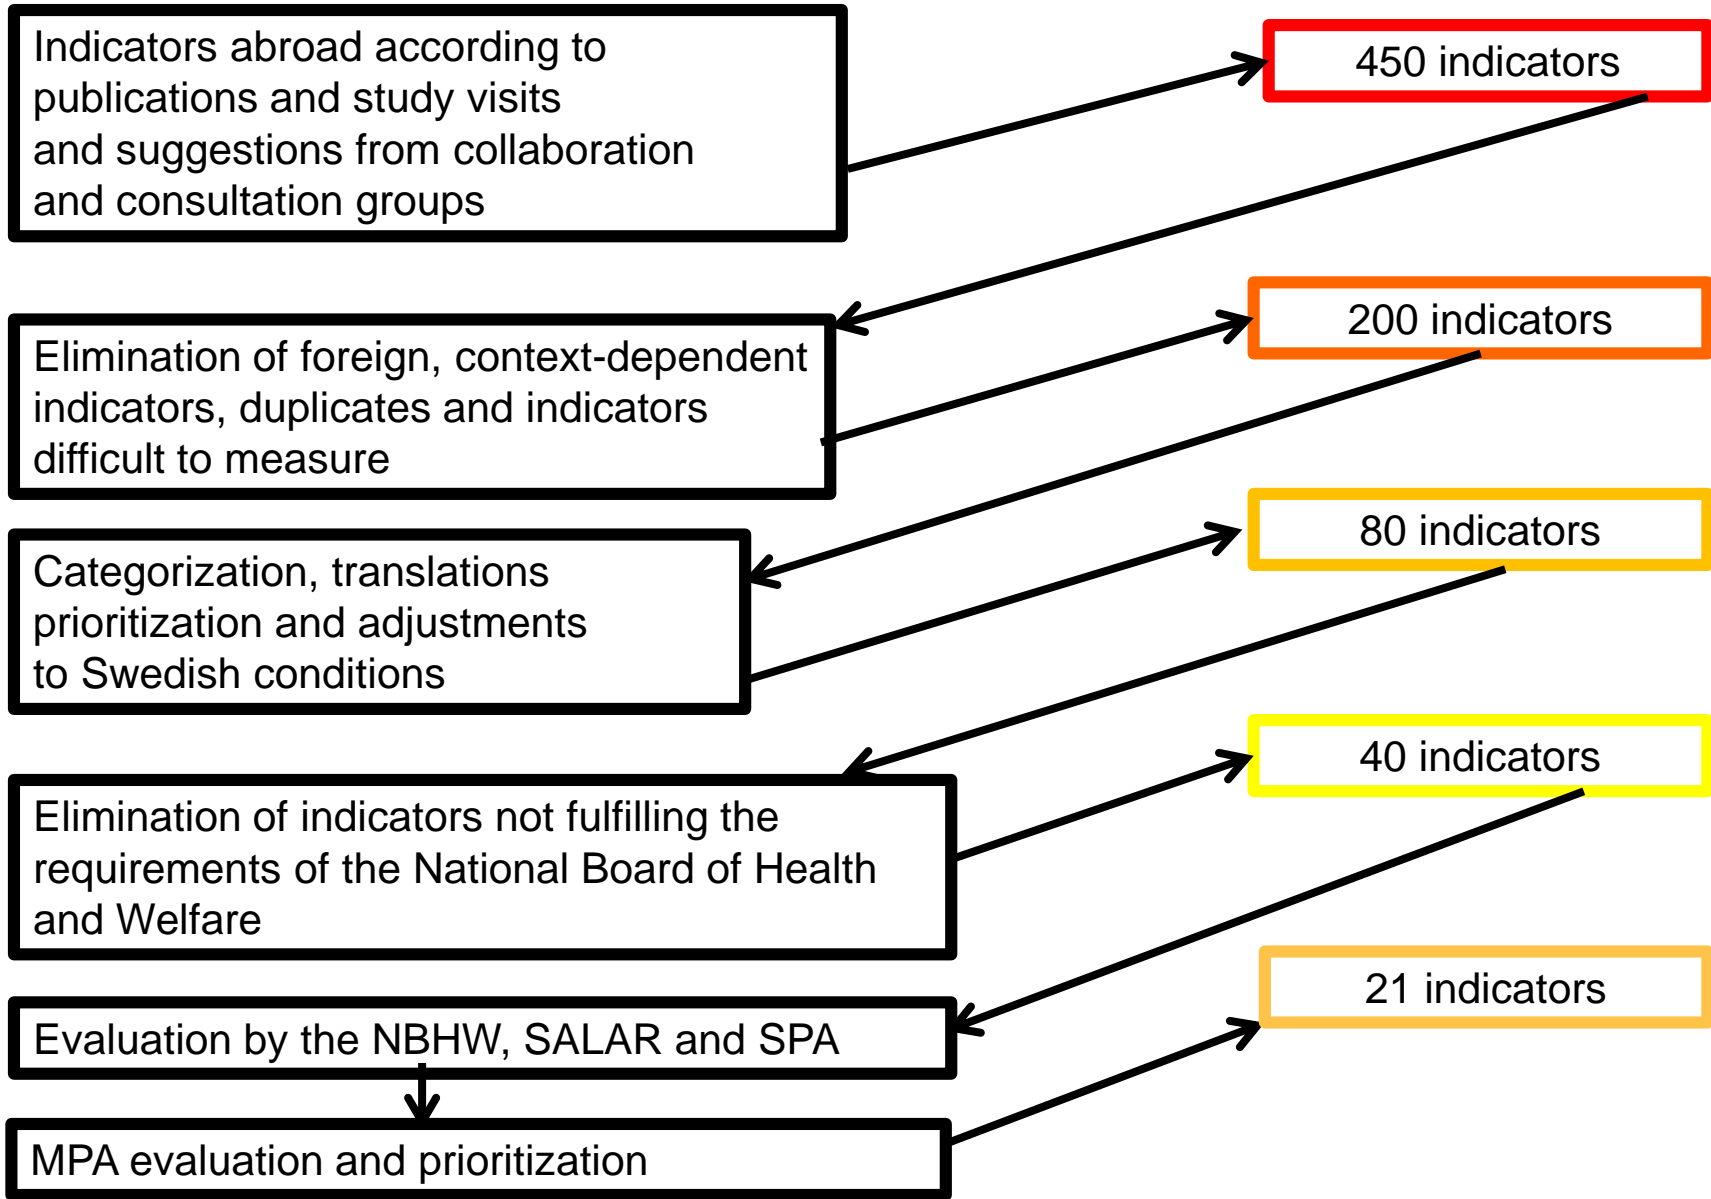 Indicators abroad according to
publications and study visits
and suggestions from collaboration
and consultation groups
450 indicators
Elimination of foreign, context-dependent
indicators, duplicates and indicators
difficult to measure
200 indicators
Categorization, translations
prioritization and adjustments
to Swedish conditions
80 indicators
Elimination of indicators not fulfilling the
requirements of the National Board of Health
and Welfare
40 indicators
Evaluation by the NBHW, SALAR and SPA
MPA evaluation and prioritization
21 indicators